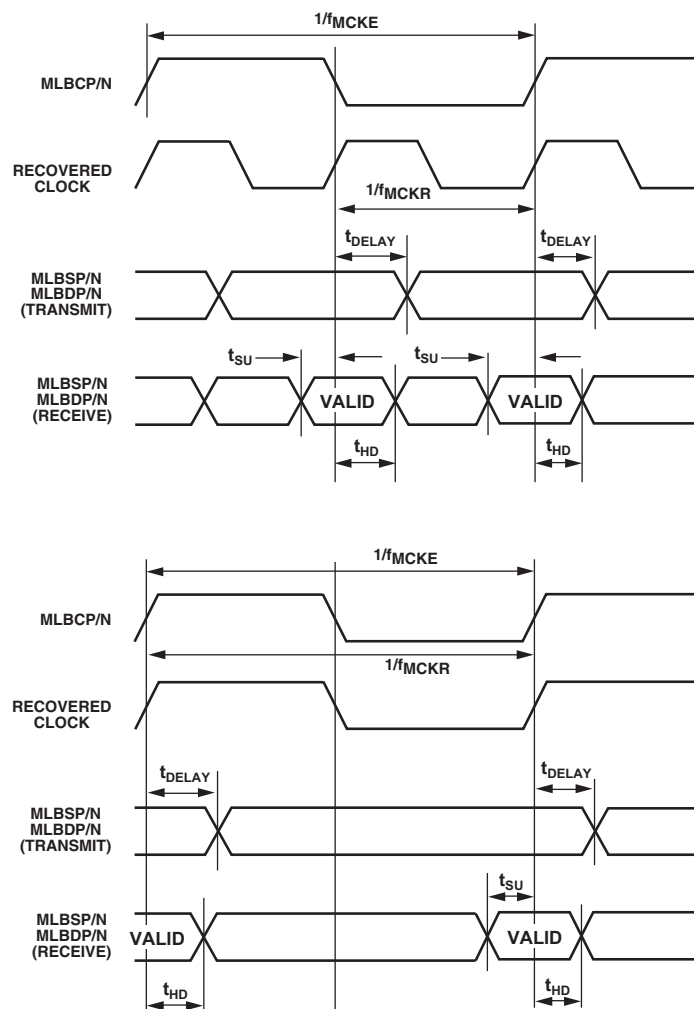 1/fMCKE
MLBCP/N
RECOVERED
CLOCK
1/fMCKR
tDELAY tDELAY
MLBSP/N
MLBDP/N
(TRANSMIT)
tSU tSU
MLBSP/N
MLBDP/N
(RECEIVE)
VALID VALID
tHD tHD
1/fMCKE
MLBCP/N
1/fMCKR
RECOVERED
CLOCK
tDELAY tDELAY
MLBSP/N
MLBDP/N
(TRANSMIT)
tSU
MLBSP/N
MLBDP/N
(RECEIVE)
VALID VALID
tHD tHD